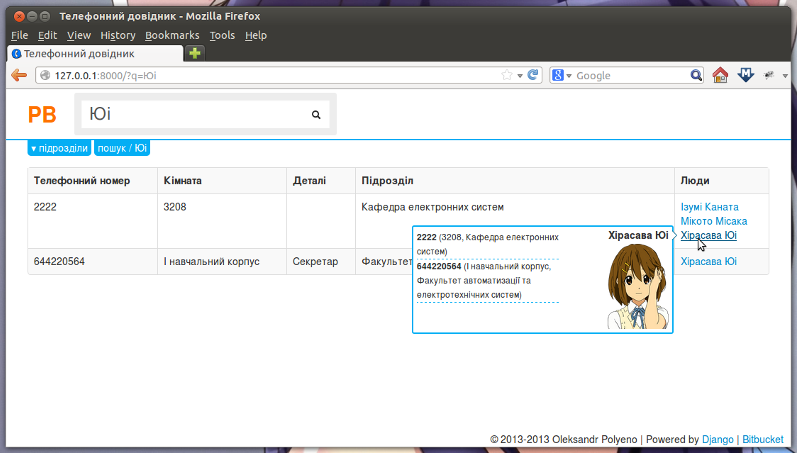 Телефонний довідник - Mozilla Firefox
File Edit View History Bookmarks Tools Help
Телефонний довідник
127.0.0.1:8000/?q=Юі
Google
PB
Юі
▾ підрозділи
пошук / Юі
Телефонний номер Кімната Деталі Підрозділ Люди
2222 3208 Кафедра електронних систем Ізумі Каната
Мікото Місака
Хірасава Юі
644220564 І навчальний корпус Секретар Факультет Хірасава Юі
Хірасава Юі
2222 (3208, Кафедра електронних
систем)
644220564 (І навчальний корпус,
Факультет автоматизації та
електротехнічних систем)
© 2013-2013 Oleksandr Polyeno | Powered by Django | Bitbucket